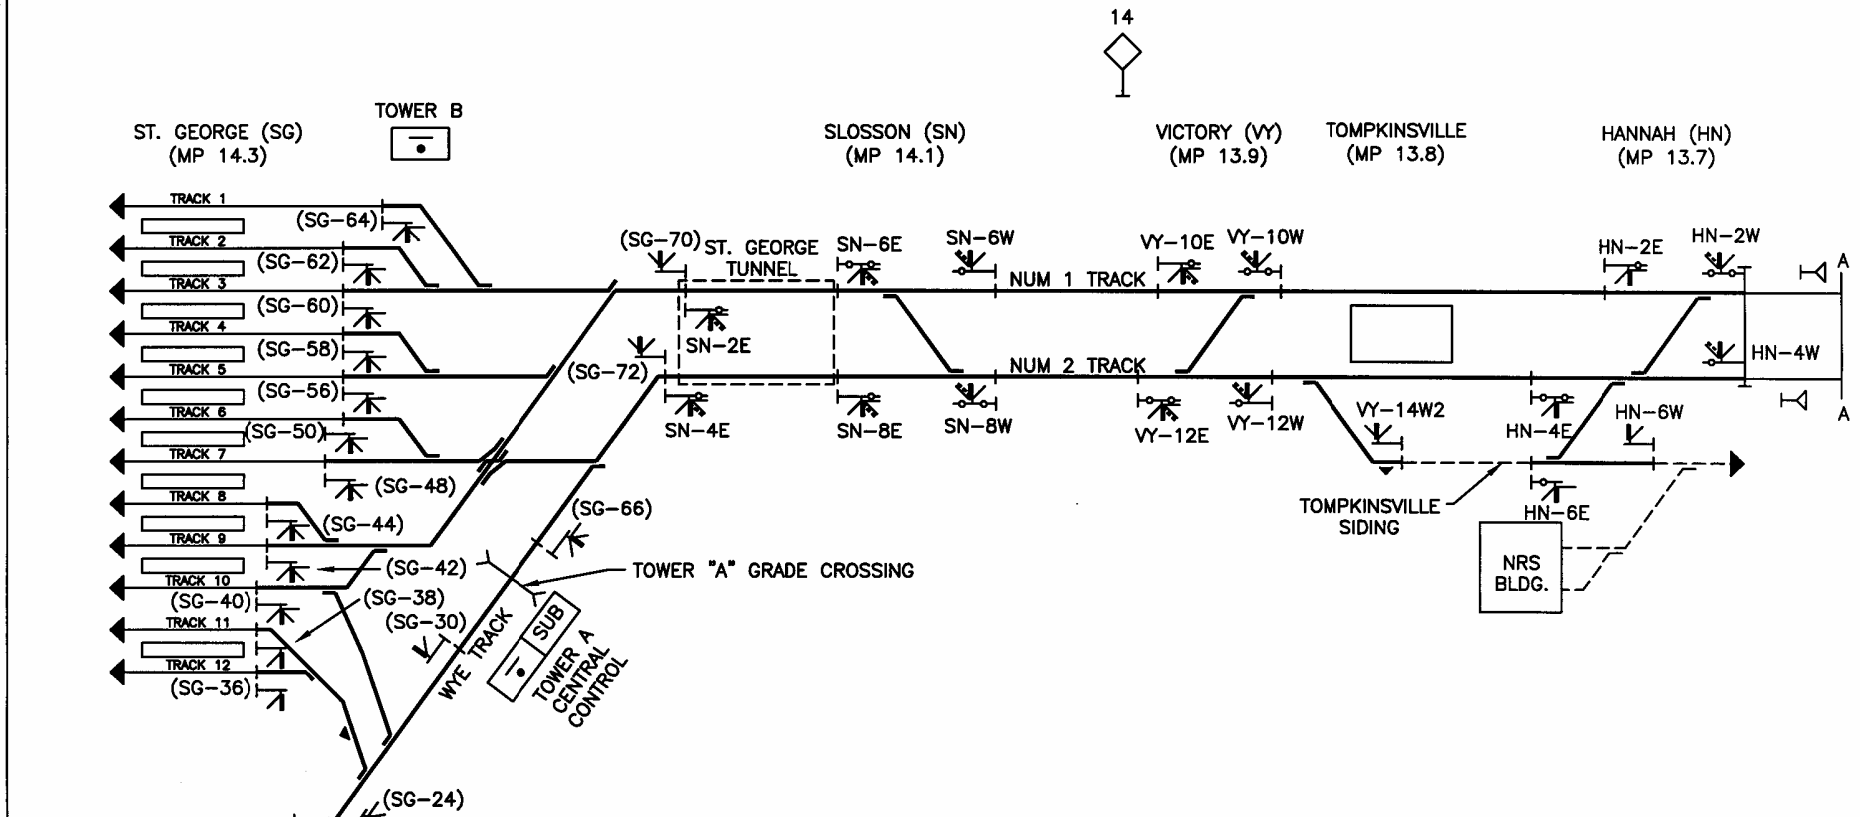 14
TOWER B
ST. GEORGE (SG)
(MP 14.3)
SLOSSON (SN)
(MP 14.1)
VICTORY (VY)
(MP 13.9)
TOMPKINSVILLE
(MP 13.8)
HANNAH (HN)
(MP 13.7)
TRACK 1
(SG-64)
TRACK 2
(SG-62)
TRACK 3
(SG-60)
TRACK 4
(SG-58)
TRACK 5
(SG-56)
TRACK 6
(SG-50)
TRACK 7
(SG-48)
TRACK 8
(SG-44)
TRACK 9
(SG-42)
TRACK 10
(SG-40)
(SG-38)
TRACK 11
(SG-30)
TRACK 12
(SG-36)
(SG-24)
(SG-66)
(SG-70)
ST. GEORGE
TUNNEL
SN-2E
(SG-72)
SN-4E
SN-6E
SN-6W
NUM 1 TRACK
VY-10E
VY-10W
HN-2E
HN-2W
A
NUM 2 TRACK
HN-4W
SN-8E
SN-8W
VY-12E
VY-12W
VY-14W2
HN-4E
HN-6W
A
TOMPKINSVILLE
SIDING
HN-6E
NRS
BLDG.
TOWER "A" GRADE CROSSING
WYE TRACK
SUB
TOWER A
CENTRAL
CONTROL